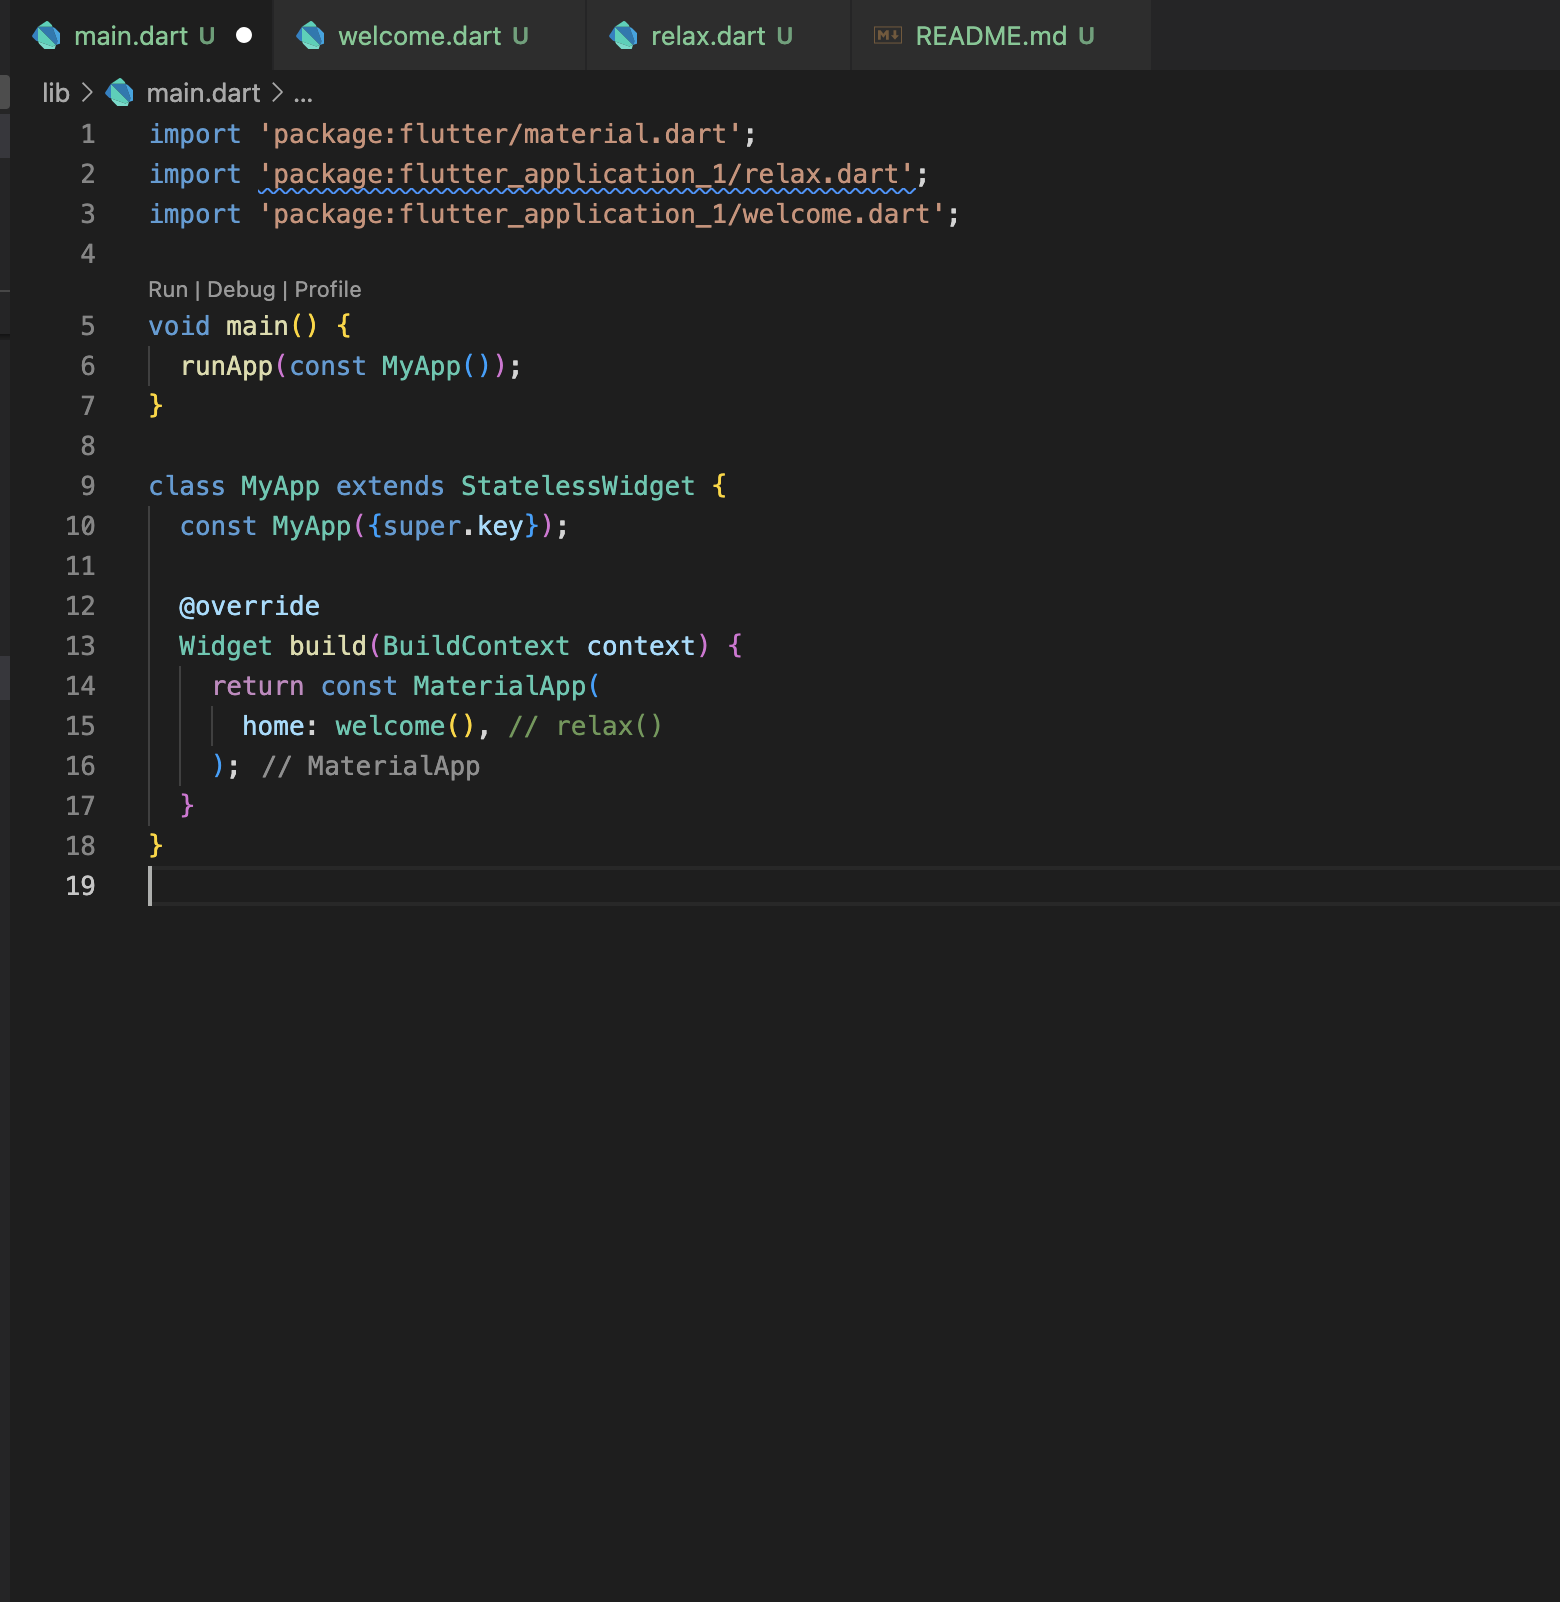 main.dart U welcome.dart U relax.dart U M↓ README.md U
lib > main.dart > ...
1 import 'package:flutter/material.dart';
2 import 'package:flutter_application_1/relax.dart';
3 import 'package:flutter_application_1/welcome.dart';
4
Run | Debug | Profile
5 void main() {
6 runApp(const MyApp());
7 }
8
9 class MyApp extends StatelessWidget {
10 const MyApp({super.key});
11
12 @override
13 Widget build(BuildContext context) {
14 return const MaterialApp(
15 home: welcome(), // relax()
16 ); // MaterialApp
17 }
18 }
19